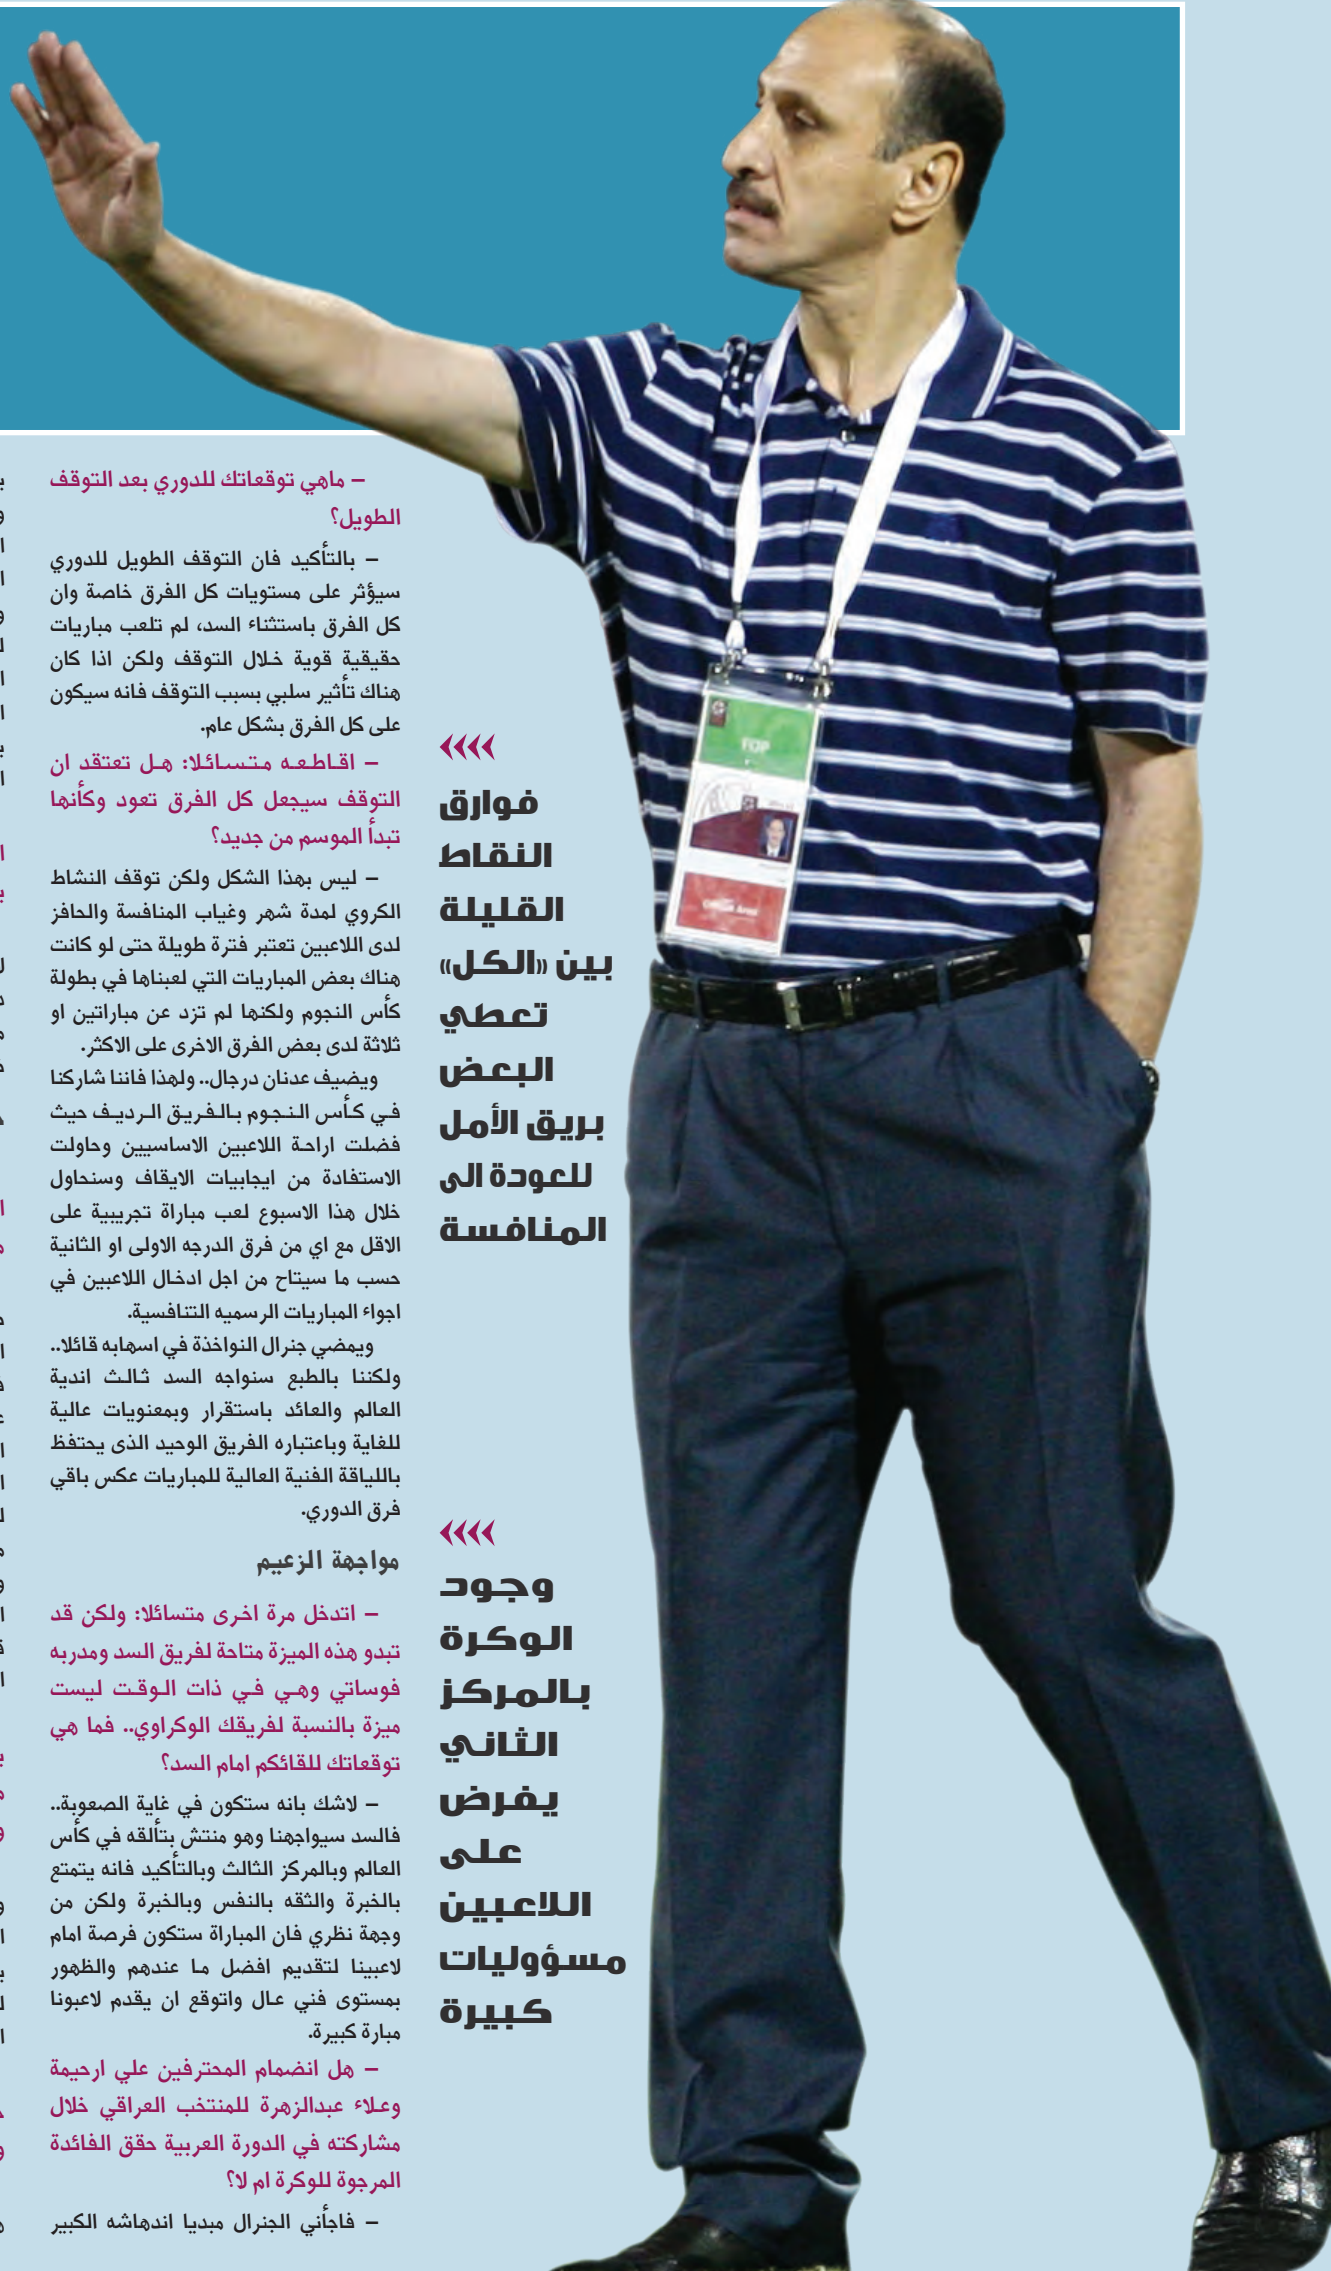 فوارق
النقاط
القليلة
بين «الكل»
تعطي
البعض
بريق الأمل
للعودة الى
المنافسة
وجود
الوكرة
بالمركز
الثاني
يفرض
على
اللاعبين
مسؤوليات
كبيرة
– ماهي توقعاتك للدوري بعد التوقف
الطويل؟
– بالتأكيد فان التوقف الطويل للدوري
سيؤثر على مستويات كل الفرق خاصة وان
كل الفرق باستثناء السد، لم تلعب مباريات
حقيقية قوية خلال التوقف ولكن اذا كان
هناك تأثير سلبي بسبب التوقف فانه سيكون
على كل الفرق بشكل عام.
– اقاطعه متسائلا: هل تعتقد ان
التوقف سيجعل كل الفرق تعود وكأنها
تبدأ الموسم من جديد؟
– ليس بهذا الشكل ولكن توقف النشاط
الكروي لمدة شهر وغياب المنافسة والحافز
لدى اللاعبين تعتبر فترة طويلة حتى لو كانت
هناك بعض المباريات التي لعبناها في بطولة
كأس النجوم ولكنها لم تزد عن مباراتين او
ثلاثة لدى بعض الفرق الاخرى على الاكثر.
ويضيف عدنان درجال.. ولهذا فاننا شاركنا
في كأس النجوم بالفريق الرديف حيث
فضلت اراحة اللاعبين الاساسيين وحاولت
الاستفادة من ايجابيات الايقاف وسنحاول
خلال هذا الاسبوع لعب مباراة تجريبية على
الاقل مع اي من فرق الدرجه الاولى او الثانية
حسب ما سيتاح من اجل ادخال اللاعبين في
اجواء المباريات الرسميه التنافسية.
ويمضي جنرال النواخذة في اسهابه قائلا..
ولكننا بالطبع سنواجه السد ثالث اندية
العالم والعائد باستقرار وبمعنويات عالية
للغاية وباعتباره الفريق الوحيد الذى يحتفظ
باللياقة الفنية العالية للمباريات عكس باقي
فرق الدوري.
مواجهة الزعيم
– اتدخل مرة اخرى متسائلا: ولكن قد
تبدو هذه الميزة متاحة لفريق السد ومدربه
فوساتي وهي في ذات الوقت ليست
ميزة بالنسبة لفريقك الوكراوي.. فما هي
توقعاتك للقائكم امام السد؟
– لاشك بانه ستكون في غاية الصعوبة..
فالسد سيواجهنا وهو منتش بتألقه في كأس
العالم وبالمركز الثالث وبالتأكيد فانه يتمتع
بالخبرة والثقه بالنفس وبالخبرة ولكن من
وجهة نظري فان المباراة ستكون فرصة امام
لاعبينا لتقديم افضل ما عندهم والظهور
بمستوى فني عال واتوقع ان يقدم لاعبونا
مبارة كبيرة.
– هل انضمام المحترفين علي ارحيمة
وعلاء عبدالزهرة للمنتخب العراقي خلال
مشاركته في الدورة العربية حقق الفائدة
المرجوة للوكرة ام لا؟
– فاجأني الجنرال مبديا اندهاشه الكبير
FOP